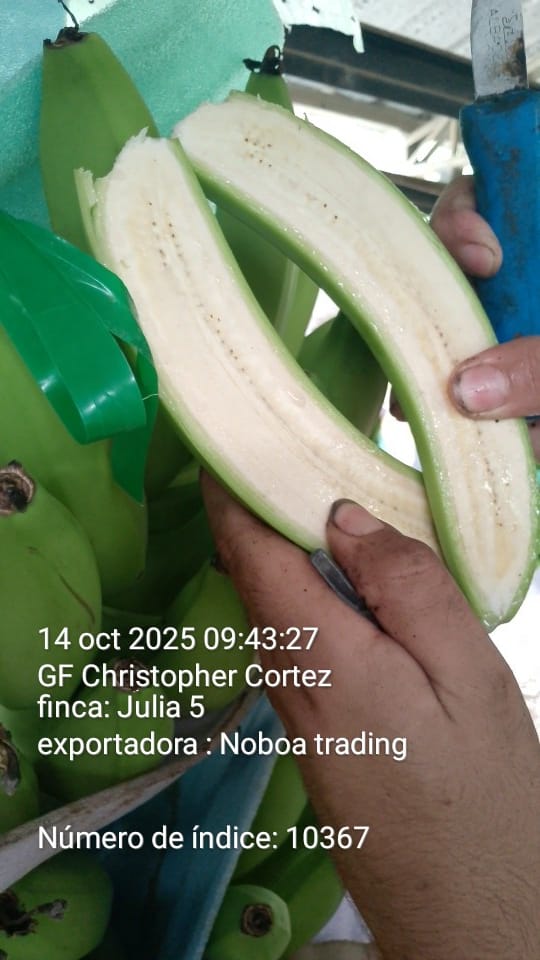 14 oct 2025 09:43:27
GF Christopher Cortez
finca: Julia 5
exportadora : Noboa trading
Número de índice: 10367